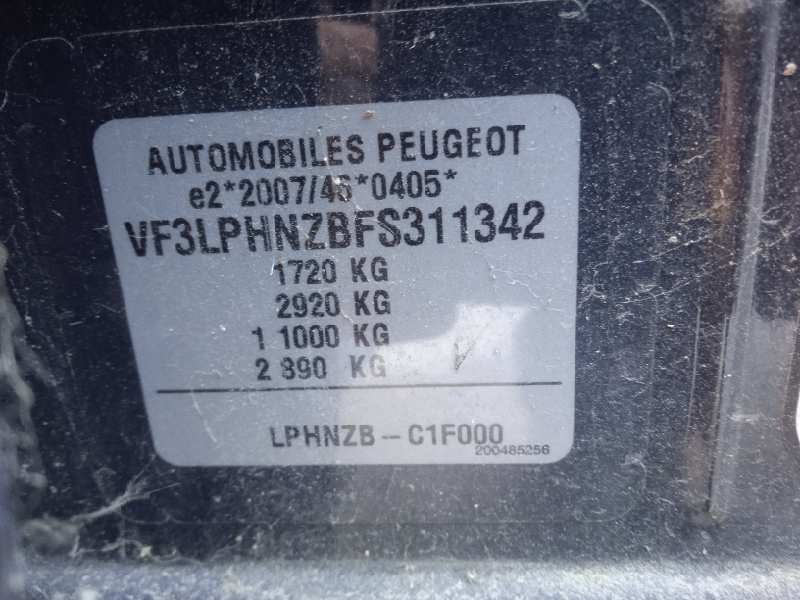 AUTOMOBILES PEUGEOT
e2*2007/46*0405*
VF3LPHNZBFS311342
1720 KG
2920 KG
1 1000 KG
2 890 KG
LPHNZB - C1F000
200485256